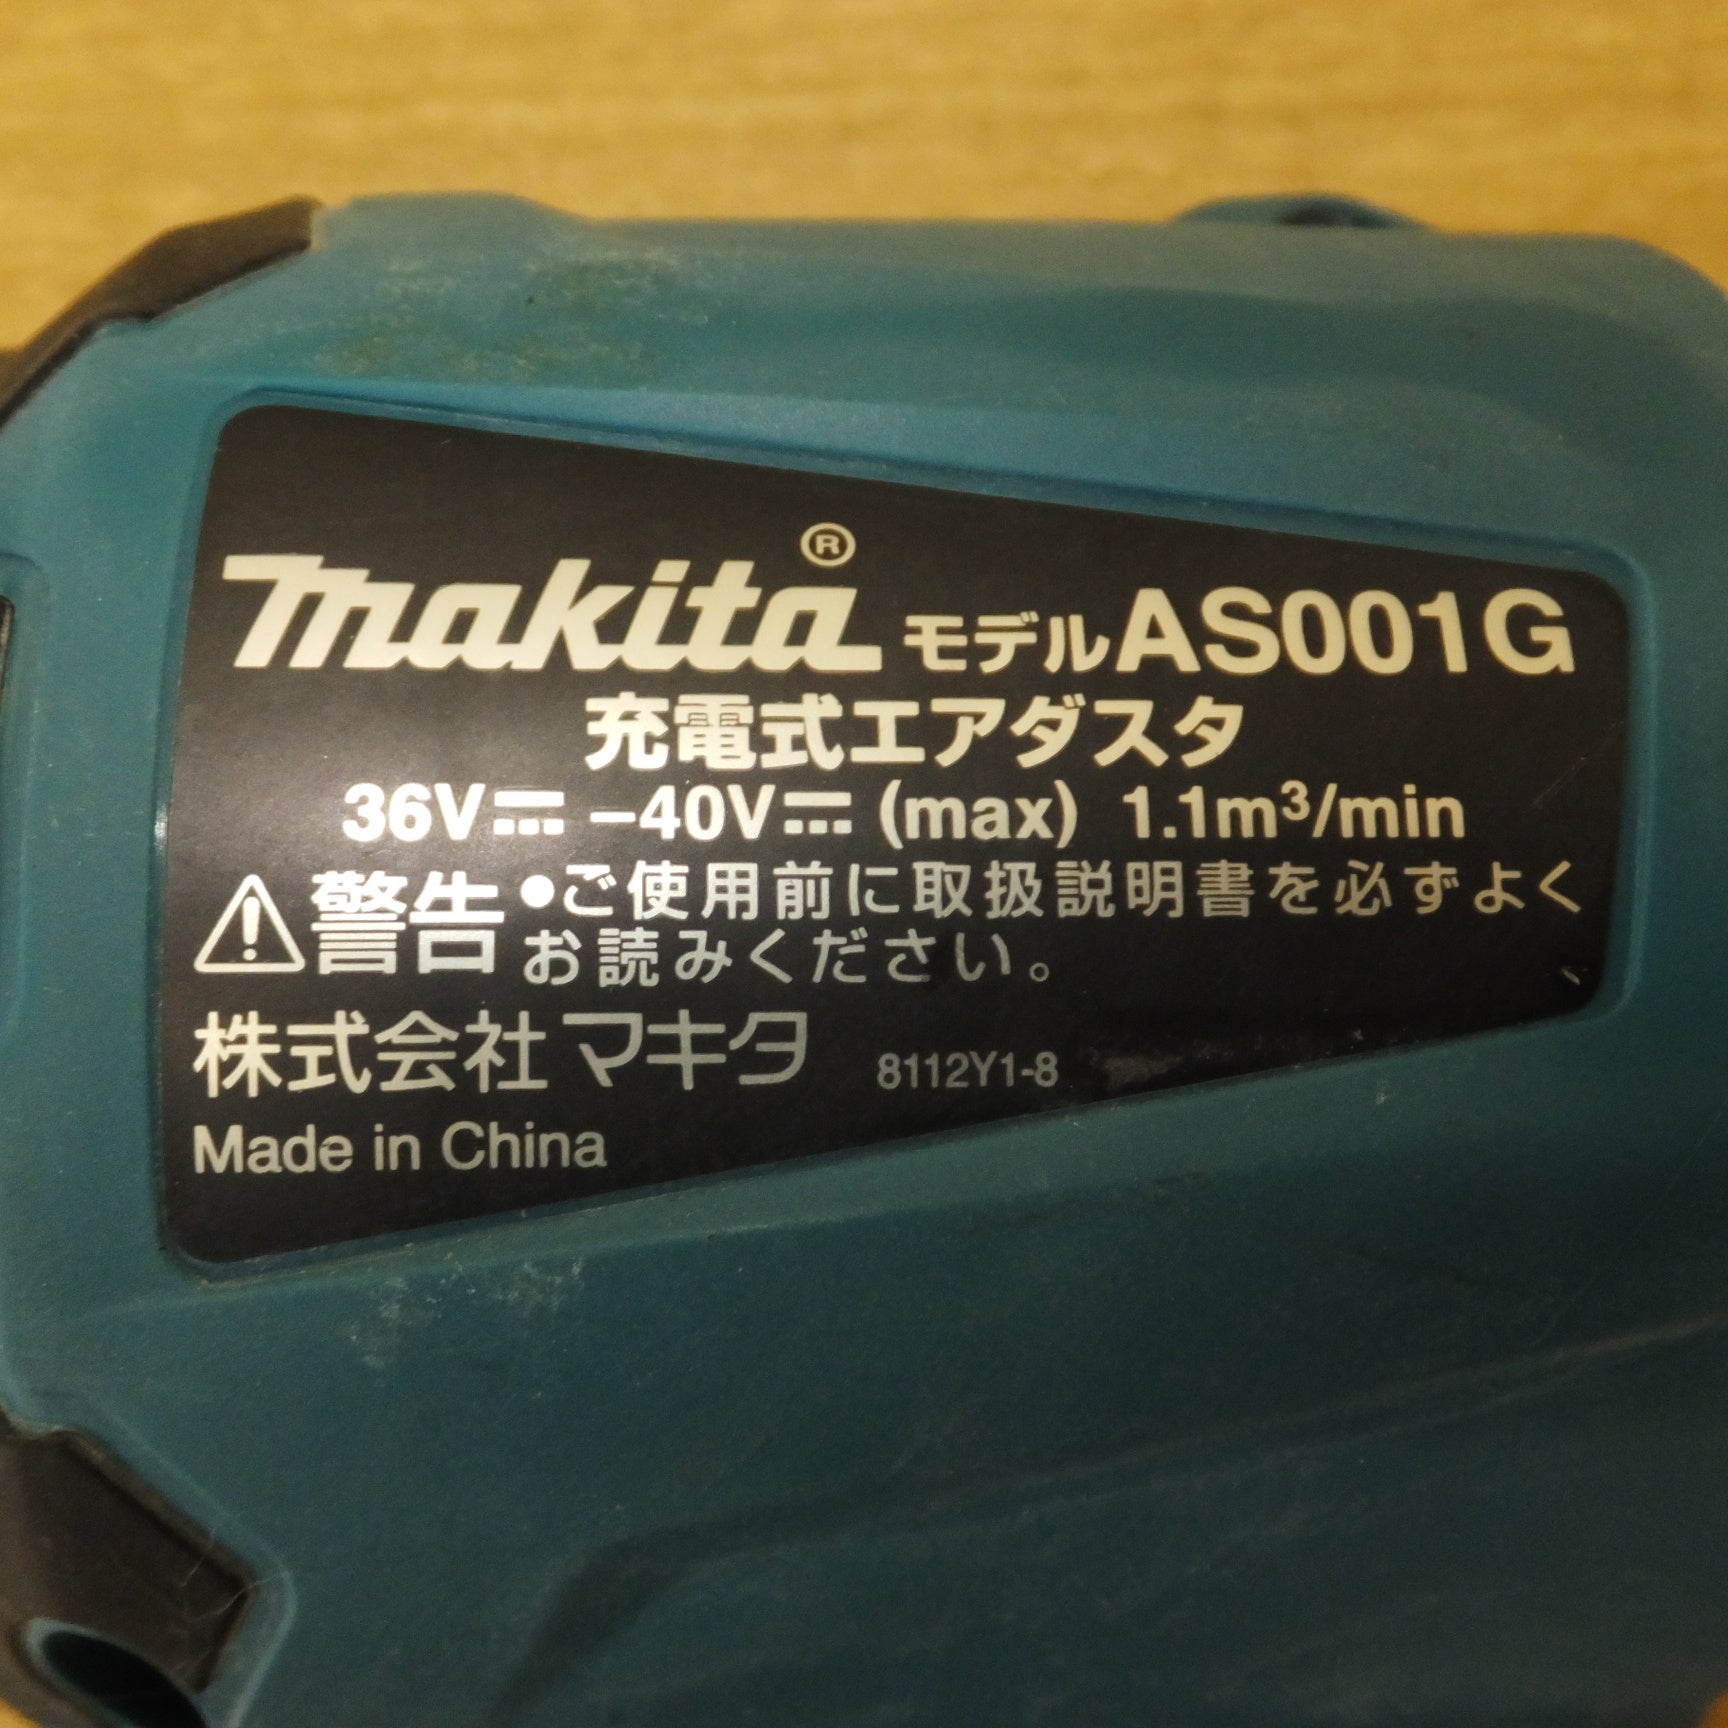 makita® モデルAS001G
充電式エアダスタ
36V⎓ –40V⎓ (max) 1.1m³/min
⚠警告 ●ご使用前に取扱説明書を必ずよく
お読みください。
株式会社マキタ 8112Y1-8
Made in China